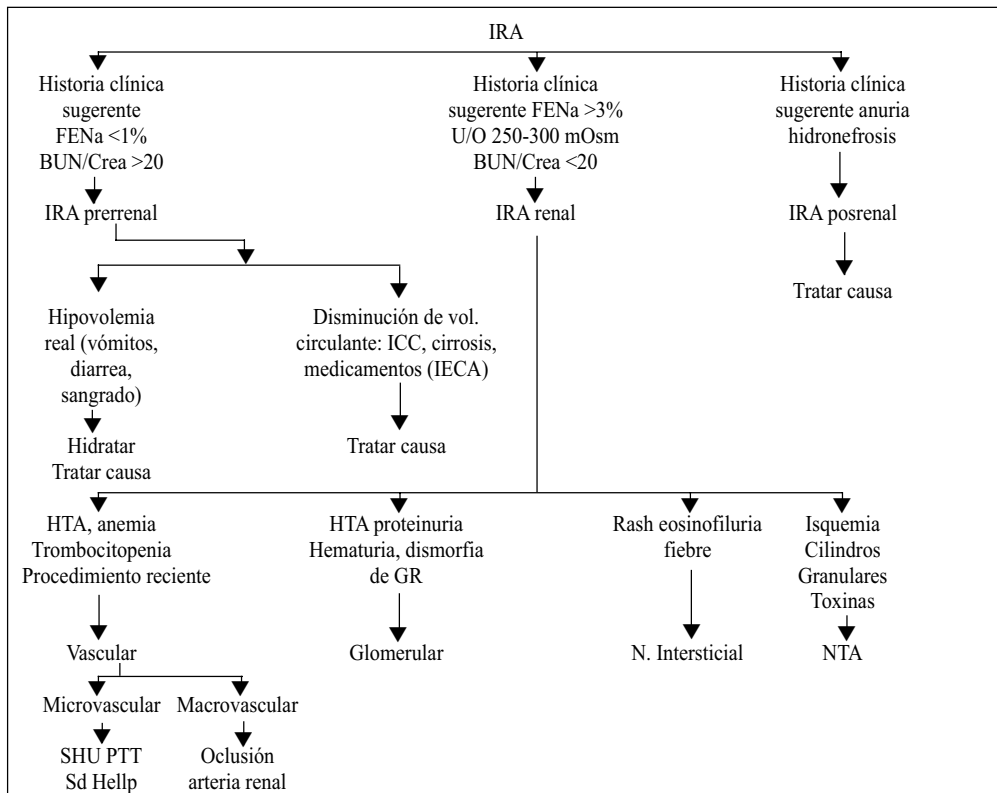 IRA
Historia clínica
sugerente
FENa <1%
BUN/Crea >20
Historia clínica
sugerente FENa >3%
U/O 250-300 mOsm
BUN/Crea <20
Historia clínica
sugerente anuria
hidronefrosis
IRA prerrenal
IRA renal
IRA posrenal
Tratar causa
Hipovolemia
real (vómitos,
diarrea,
sangrado)
Disminución de vol.
circulante: ICC, cirrosis,
medicamentos (IECA)
Hidratar
Tratar causa
Tratar causa
HTA, anemia
Trombocitopenia
Procedimiento reciente
HTA proteinuria
Hematuria, dismorfia
de GR
Rash eosinofiluria
fiebre
Isquemia
Cilindros
Granulares
Toxinas
Vascular
Glomerular
N. Intersticial
NTA
Microvascular
Macrovascular
SHU PTT
Sd Hellp
Oclusión
arteria renal